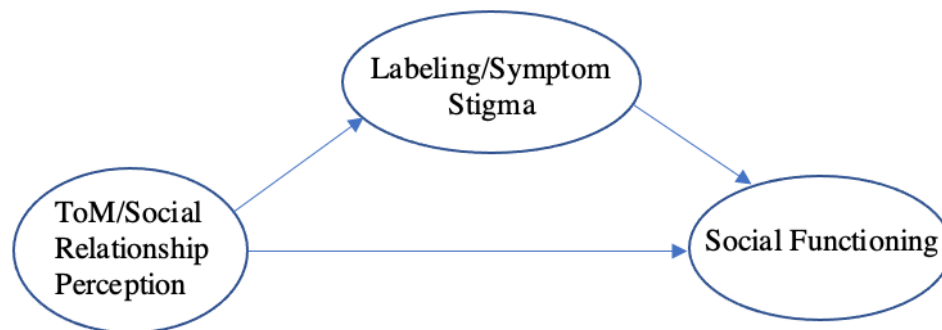 Labeling/Symptom
Stigma
ToM/Social
Relationship
Perception
Social Functioning